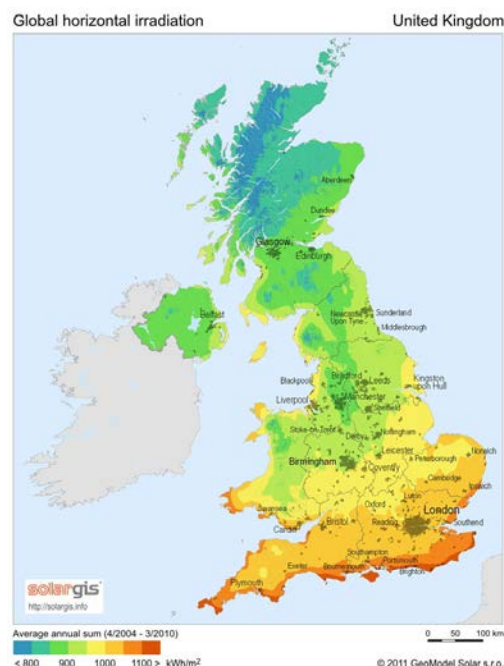 Global horizontal irradiation United Kingdom
Aberdeen
Dundee
Glasgow
Edinburgh
Newcastle Upon Tyne
Sunderland
Middlesbrough
Belfast
Blackpool
Bradford
Leeds
Kingston upon Hull
Liverpool
Manchester
Sheffield
Stoke-on-Trent
Derby
Nottingham
Leicester
Norwich
Peterborough
Birmingham
Coventry
Cambridge
Ipswich
Luton
Oxford
Swansea
Cardiff
Bristol
Reading
London
Southend
Southampton
Portsmouth
Exeter
Bournemouth
Brighton
Plymouth
solargis
http://solargis.info
Average annual sum (4/2004 - 3/2010)
< 800 900 1000 1100 > kWh/m²
0 50 100 km
© 2011 GeoModel Solar s.r.o.